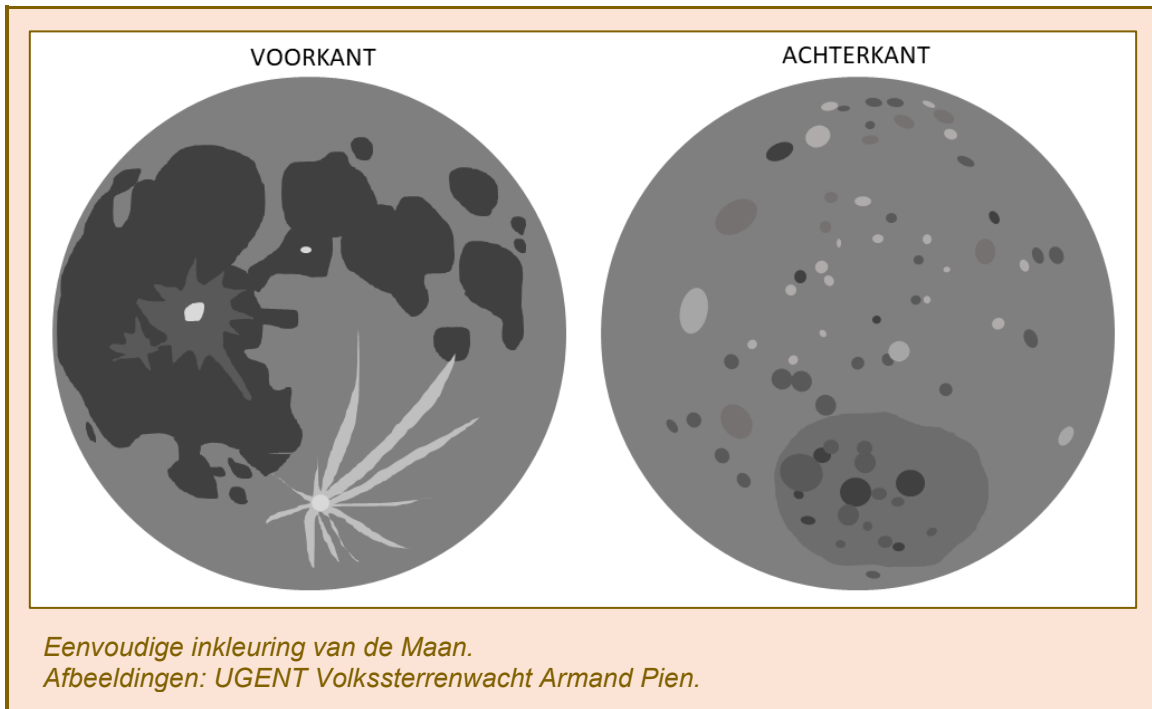 VOORKANT
ACHTERKANT
Eenvoudige inkleuring van de Maan.
Afbeeldingen: UGENT Volkssterrenwacht Armand Pien.